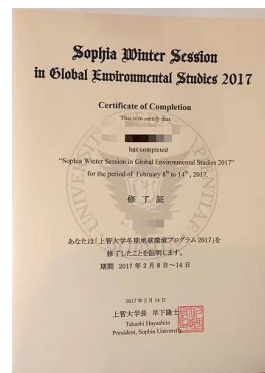 Sophia Winter Session
in Global Environmental Studies 2017
Certificate of Completion
This is to certify that
has completed
"Sophia Winter Session in Global Environmental Studies 2017"
for the period of February 8th to 14th, 2017.
修了証
あなたは「上智大学冬期地球環境プログラム2017」を
修了したことを証明します。
期間 2017年2月8日～14日
2017年2月14日
上智大学長 早下隆士
Takashi Hayashita
President, Sophia University